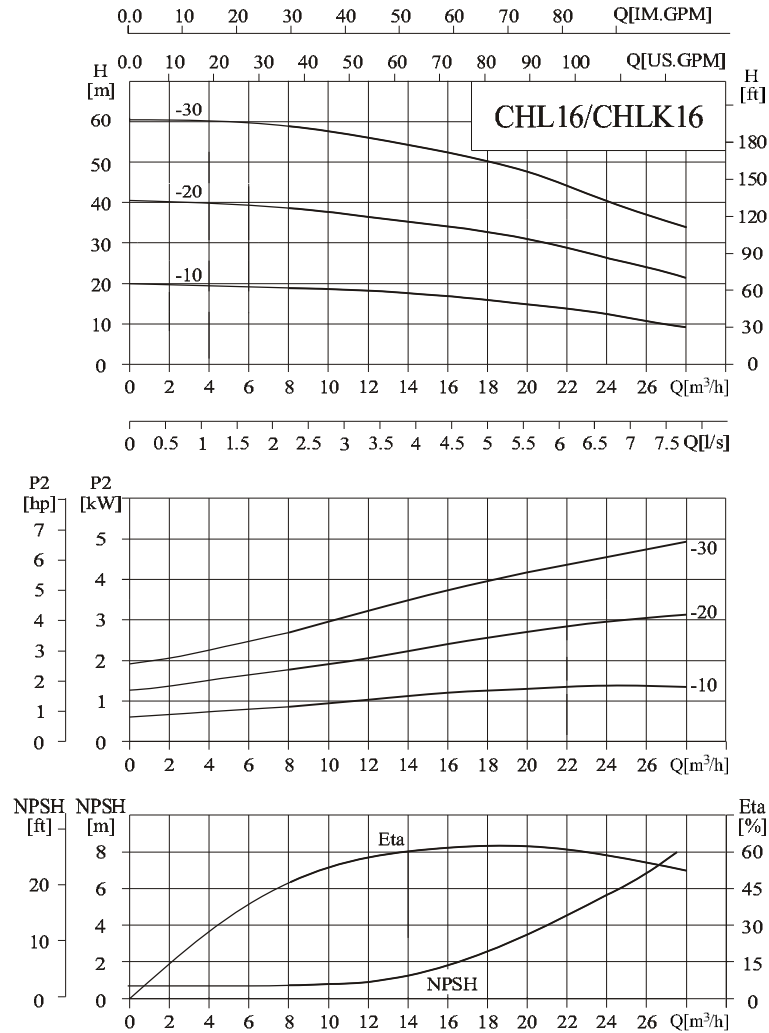 0.0 10 20 30 40 50 60 70 80 Q[IM.GPM]
0.0 10 20 30 40 50 60 70 80 90 100 Q[US.GPM]
H
[m]
H
[ft]
CHL16/CHLK16
60
50
40
30
20
10
0
-30
-20
-10
180
150
120
90
60
30
0
0 2 4 6 8 10 12 14 16 18 20 22 24 26 Q[m³/h]
0 0.5 1 1.5 2 2.5 3 3.5 4 4.5 5 5.5 6 6.5 7 7.5 Q[l/s]
P2
[hp]
P2
[kW]
7
6
5
4
3
2
1
0
5
4
3
2
1
0
-30
-20
-10
0 2 4 6 8 10 12 14 16 18 20 22 24 26 Q[m³/h]
NPSH
[ft]
NPSH
[m]
Eta
[%]
20
10
0
8
6
4
2
0
Eta
NPSH
60
45
30
15
0
0 2 4 6 8 10 12 14 16 18 20 22 24 26 Q[m³/h]